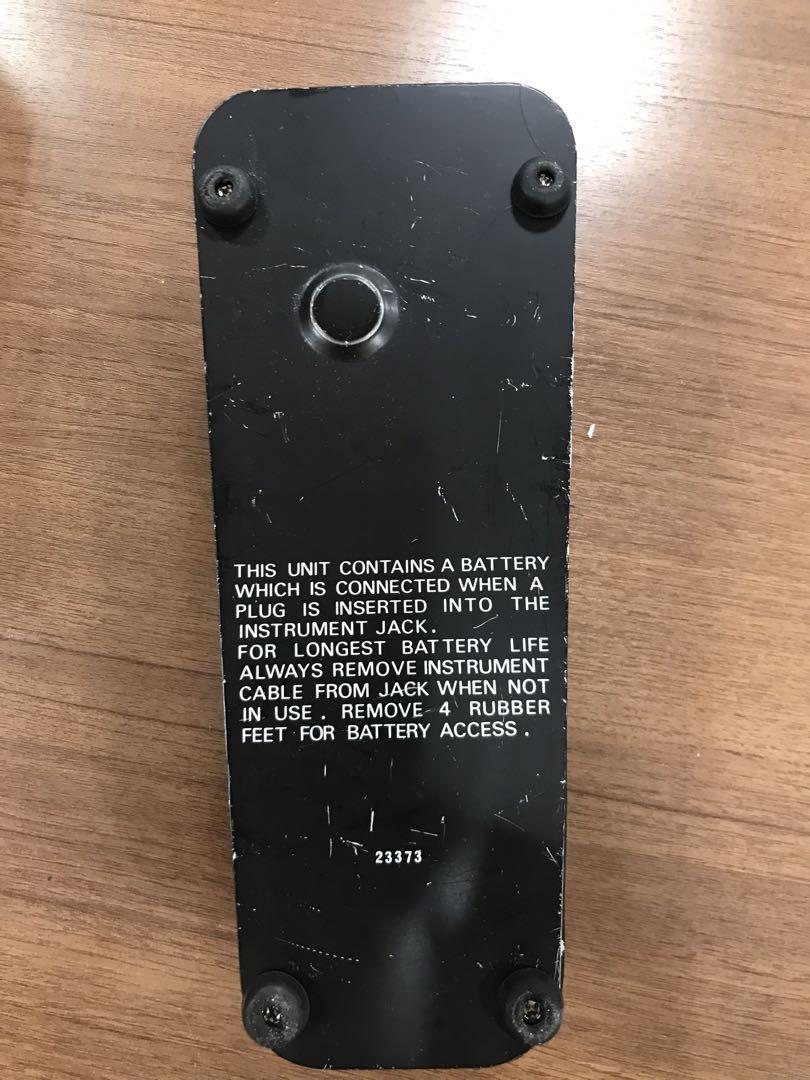 THIS UNIT CONTAINS A BATTERY
WHICH IS CONNECTED WHEN A
PLUG IS INSERTED INTO THE
INSTRUMENT JACK.
FOR LONGEST BATTERY LIFE
ALWAYS REMOVE INSTRUMENT
CABLE FROM JACK WHEN NOT
IN USE. REMOVE 4 RUBBER
FEET FOR BATTERY ACCESS.
23373